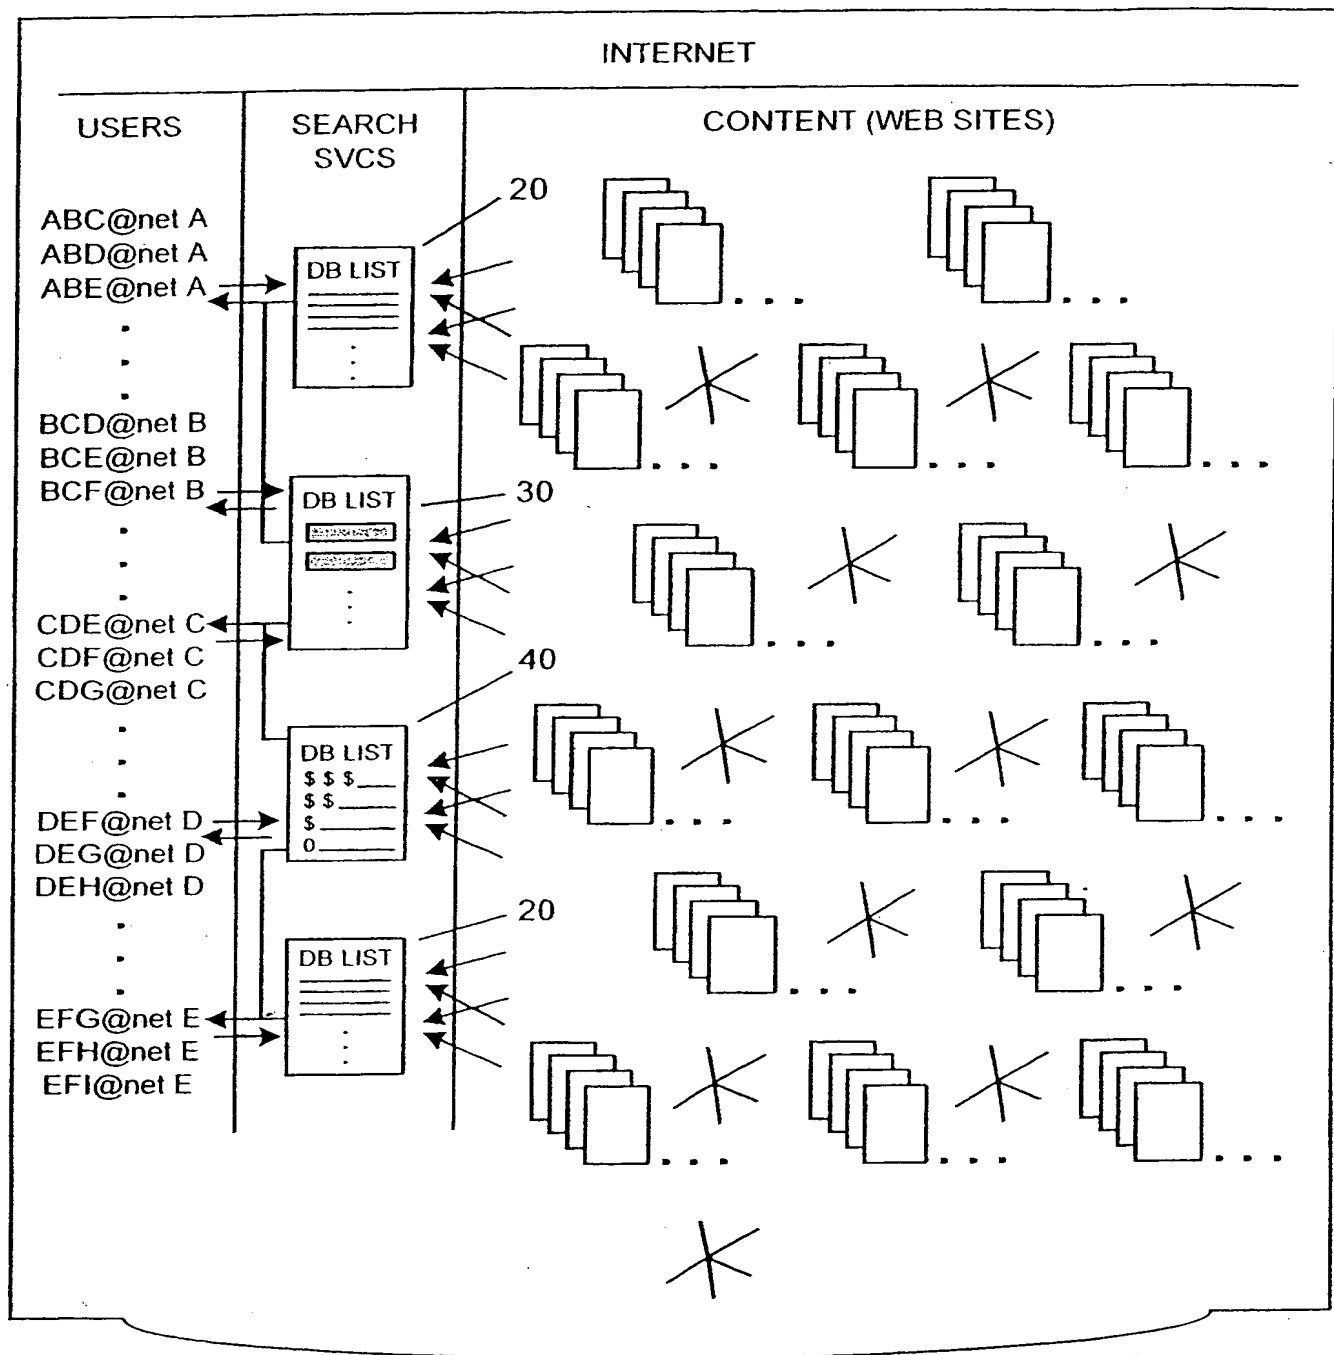 INTERNET
USERS
SEARCH
SVCS
CONTENT (WEB SITES)
ABC@net A
ABD@net A
ABE@net A
BCD@net B
BCE@net B
BCF@net B
CDE@net C
CDF@net C
CDG@net C
DEF@net D
DEG@net D
DEH@net D
EFG@net E
EFH@net E
EFI@net E
20
DB LIST
30
DB LIST
40
DB LIST
$ $ $
$ $
$
0
20
DB LIST